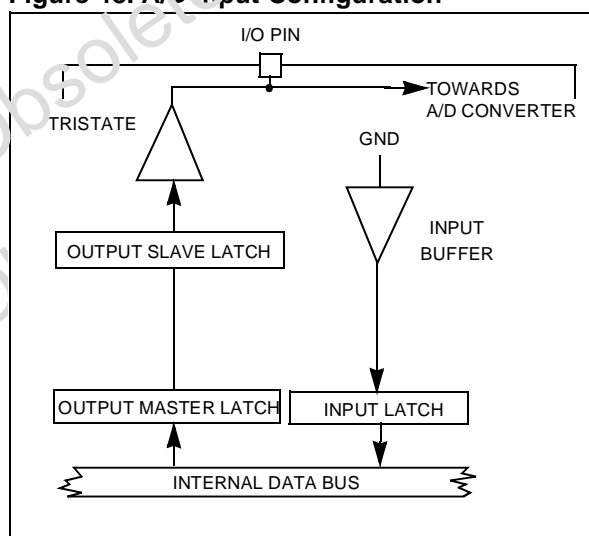 I/O PIN
TOWARDS
A/D CONVERTER
TRISTATE
GND
INPUT
BUFFER
OUTPUT SLAVE LATCH
OUTPUT MASTER LATCH
INPUT LATCH
INTERNAL DATA BUS